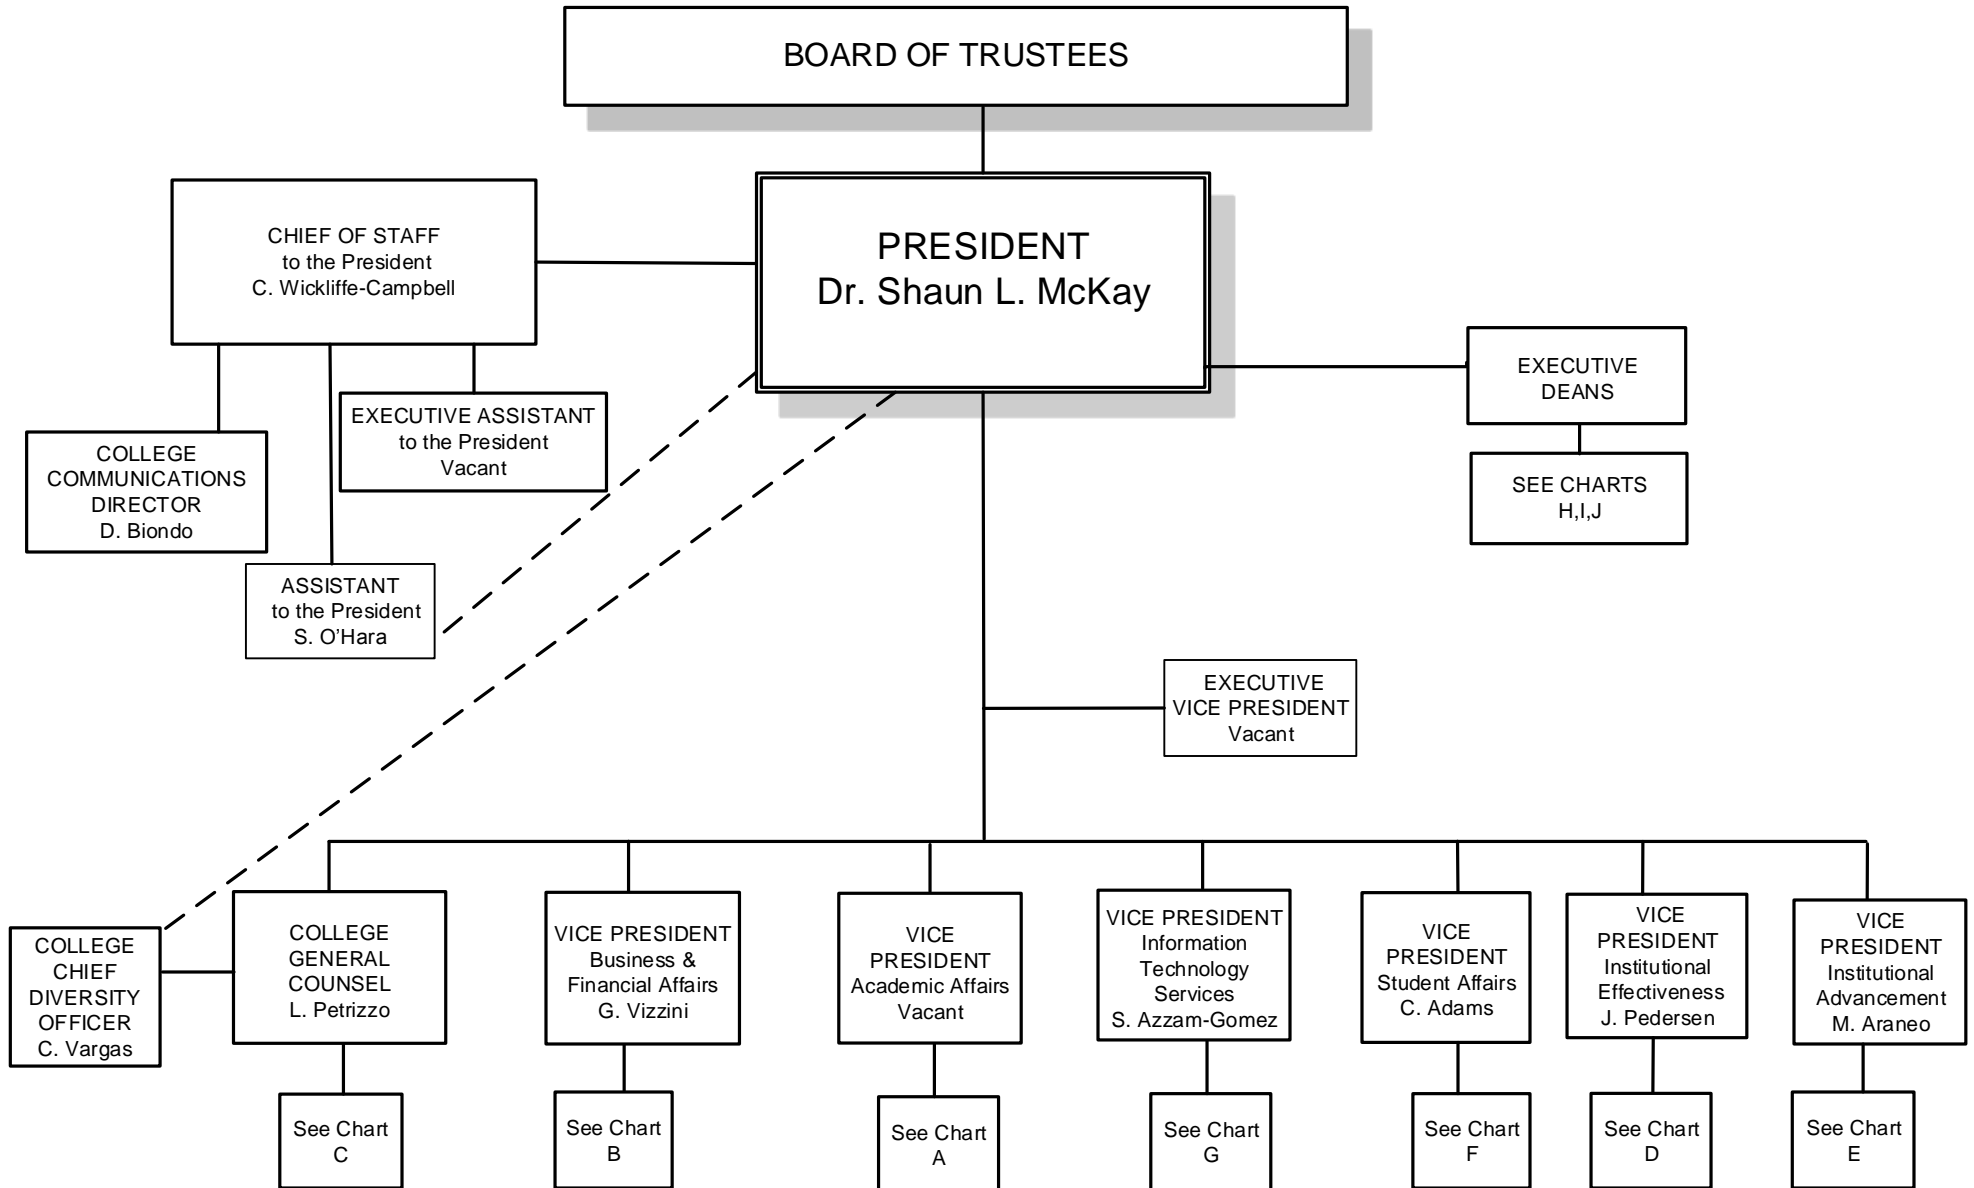 BOARD OF TRUSTEES
PRESIDENT
Dr. Shaun L. McKay
CHIEF OF STAFF
to the President
C. Wickliffe-Campbell
EXECUTIVE
DEANS
SEE CHARTS
H,I,J
EXECUTIVE ASSISTANT
to the President
Vacant
COLLEGE
COMMUNICATIONS
DIRECTOR
D. Biondo
ASSISTANT
to the President
S. O'Hara
EXECUTIVE
VICE PRESIDENT
Vacant
COLLEGE
CHIEF
DIVERSITY
OFFICER
C. Vargas
COLLEGE
GENERAL
COUNSEL
L. Petrizzo
VICE PRESIDENT
Business &
Financial Affairs
G. Vizzini
VICE
PRESIDENT
Academic Affairs
Vacant
VICE PRESIDENT
Information
Technology
Services
S. Azzam-Gomez
VICE
PRESIDENT
Student Affairs
C. Adams
VICE
PRESIDENT
Institutional
Effectiveness
J. Pedersen
VICE
PRESIDENT
Institutional
Advancement
M. Araneo
See Chart
C
See Chart
B
See Chart
A
See Chart
G
See Chart
F
See Chart
D
See Chart
E